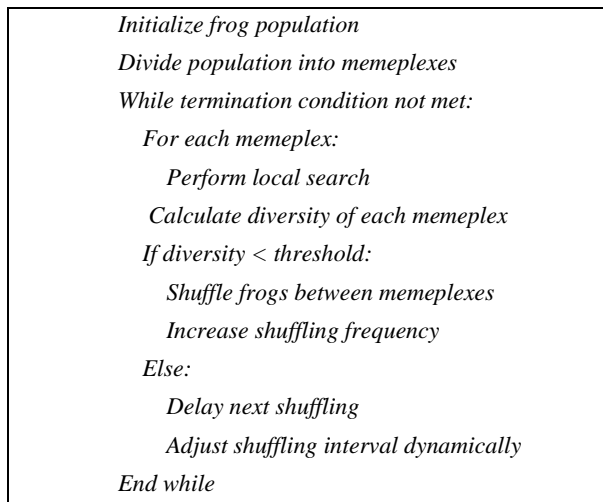 Initialize frog population
Divide population into memeplexes
While termination condition not met:
For each memeplex:
Perform local search
Calculate diversity of each memeplex
If diversity < threshold:
Shuffle frogs between memeplexes
Increase shuffling frequency
Else:
Delay next shuffling
Adjust shuffling interval dynamically
End while